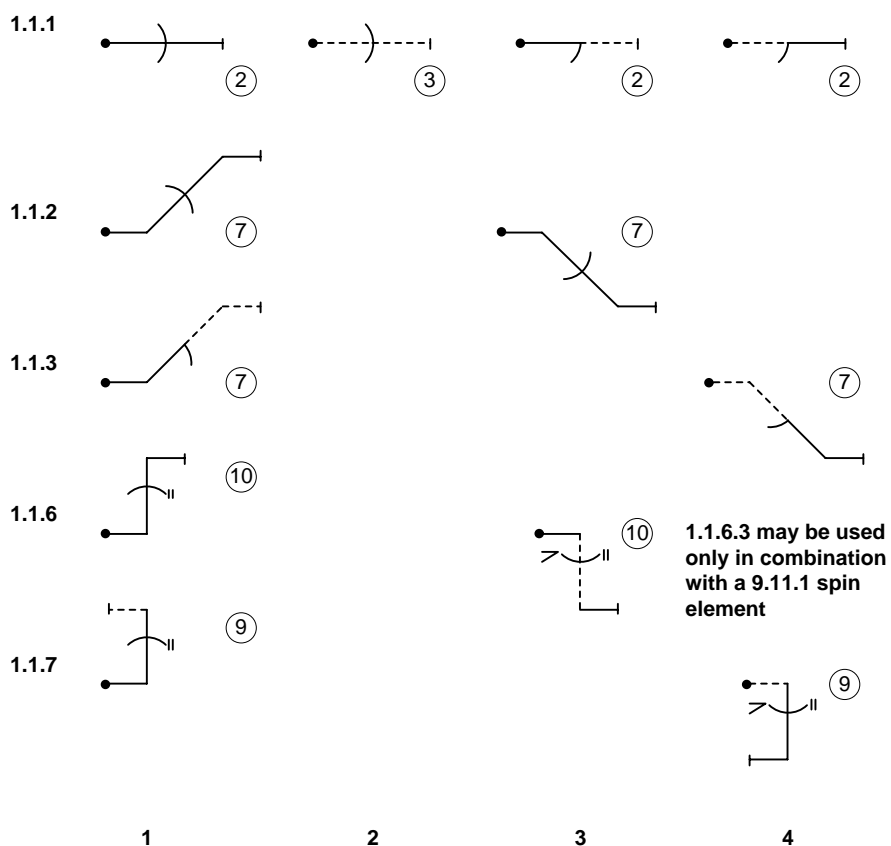 1.1.1
2 3 2 2
1.1.2
7 7
1.1.3
7 7
1.1.6
10 10
1.1.6.3 may be used
only in combination
with a 9.11.1 spin
element
1.1.7
9 9
1 2 3 4